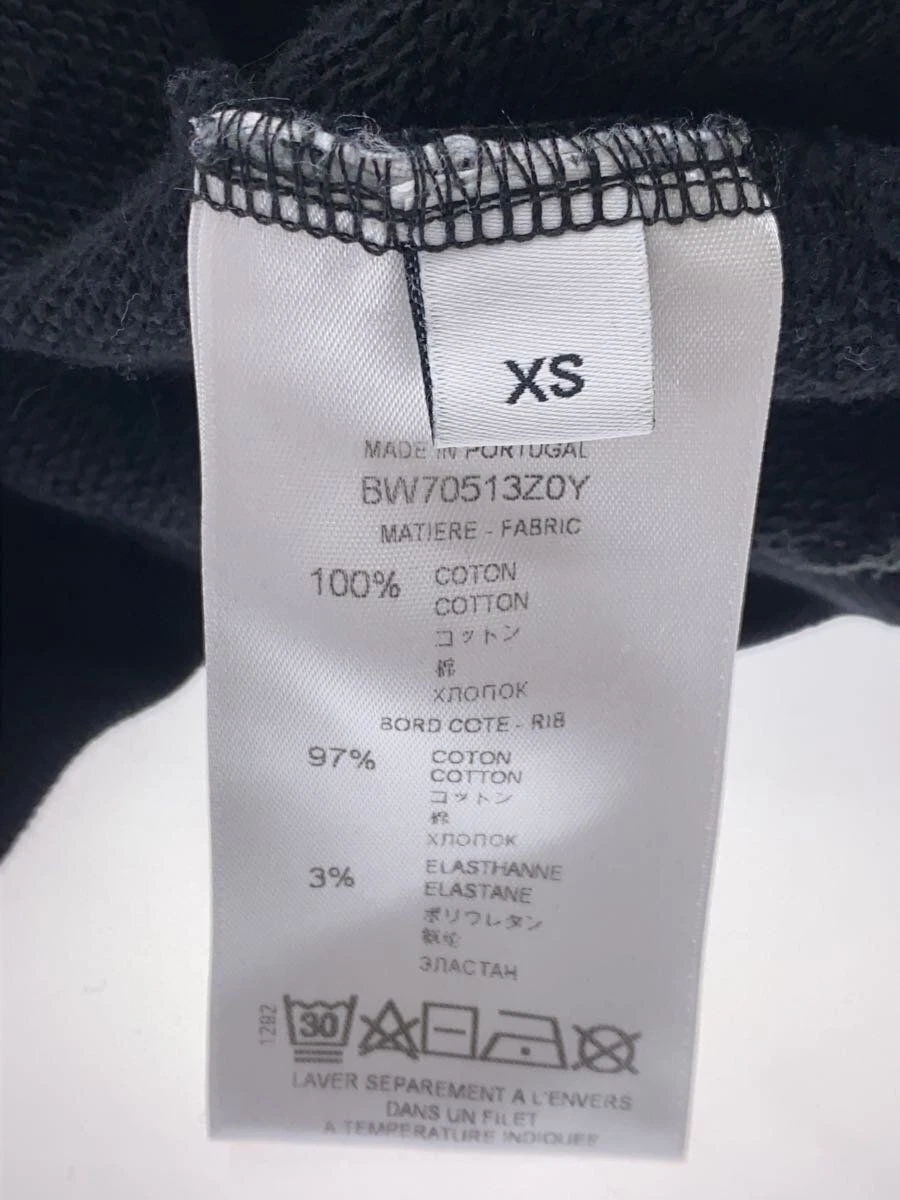 XS
MADE IN PORTUGAL
BW70513Z0Y
MATIERE - FABRIC
100% COTON
COTTON
コットン
棉
ХЛОПОК
BORD COTE - RIB
97% COTON
COTTON
コットン
棉
ХЛОПОК
3% ELASTHANNE
ELASTANE
ポリウレタン
氨纶
ЭЛАСТАН
1282
30
LAVER SEPAREMENT A L'ENVERS
DANS UN FILET
A TEMPERATURE INDIQUEE